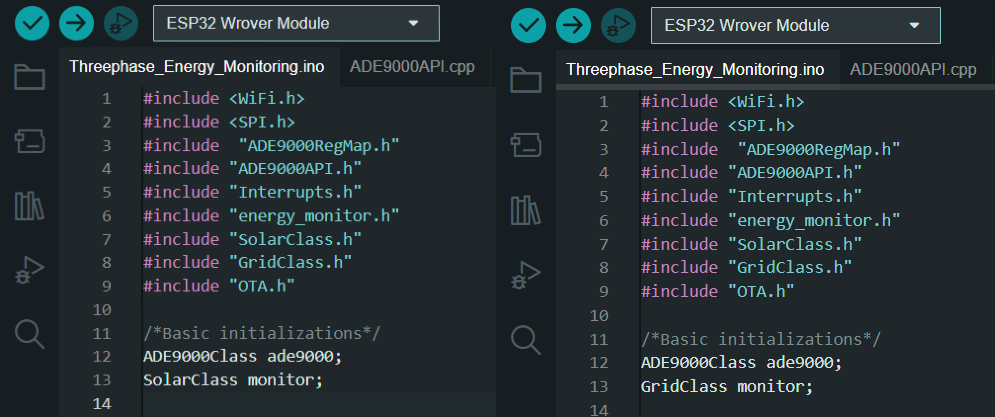 ESP32 Wrover Module
Threephase_Energy_Monitoring.ino ADE9000API.cpp
1 #include <WiFi.h>
2 #include <SPI.h>
3 #include  "ADE9000RegMap.h"
4 #include "ADE9000API.h"
5 #include "Interrupts.h"
6 #include "energy_monitor.h"
7 #include "SolarClass.h"
8 #include "GridClass.h"
9 #include "OTA.h"
10
11 /*Basic initializations*/
12 ADE9000Class ade9000;
13 SolarClass monitor;
14
ESP32 Wrover Module
Threephase_Energy_Monitoring.ino ADE9000API.cpp
1 #include <WiFi.h>
2 #include <SPI.h>
3 #include  "ADE9000RegMap.h"
4 #include "ADE9000API.h"
5 #include "Interrupts.h"
6 #include "energy_monitor.h"
7 #include "SolarClass.h"
8 #include "GridClass.h"
9 #include "OTA.h"
10
11 /*Basic initializations*/
12 ADE9000Class ade9000;
13 GridClass monitor;
14